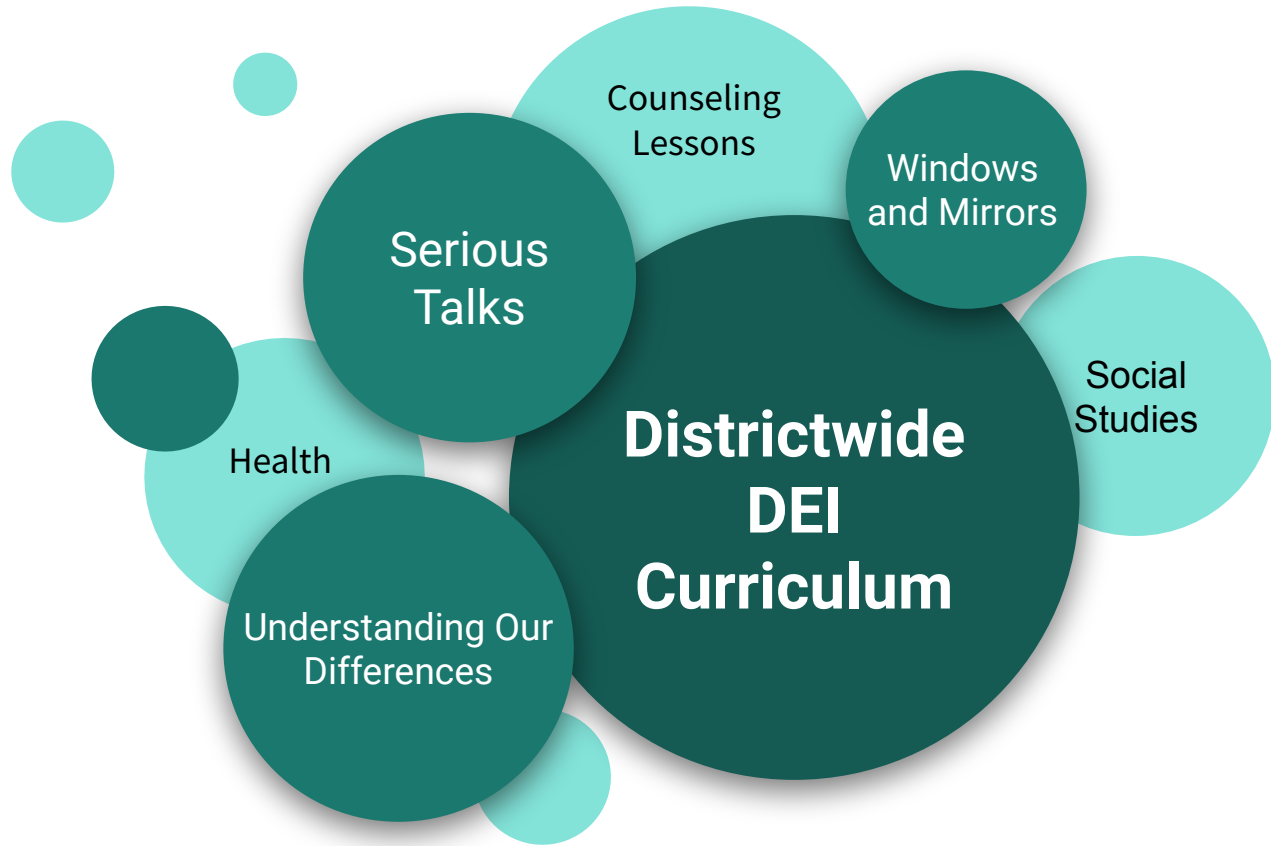 Counseling
Lessons
Windows
and Mirrors
Serious
Talks
Social
Studies
Districtwide
DEI
Curriculum
Health
Understanding Our
Differences